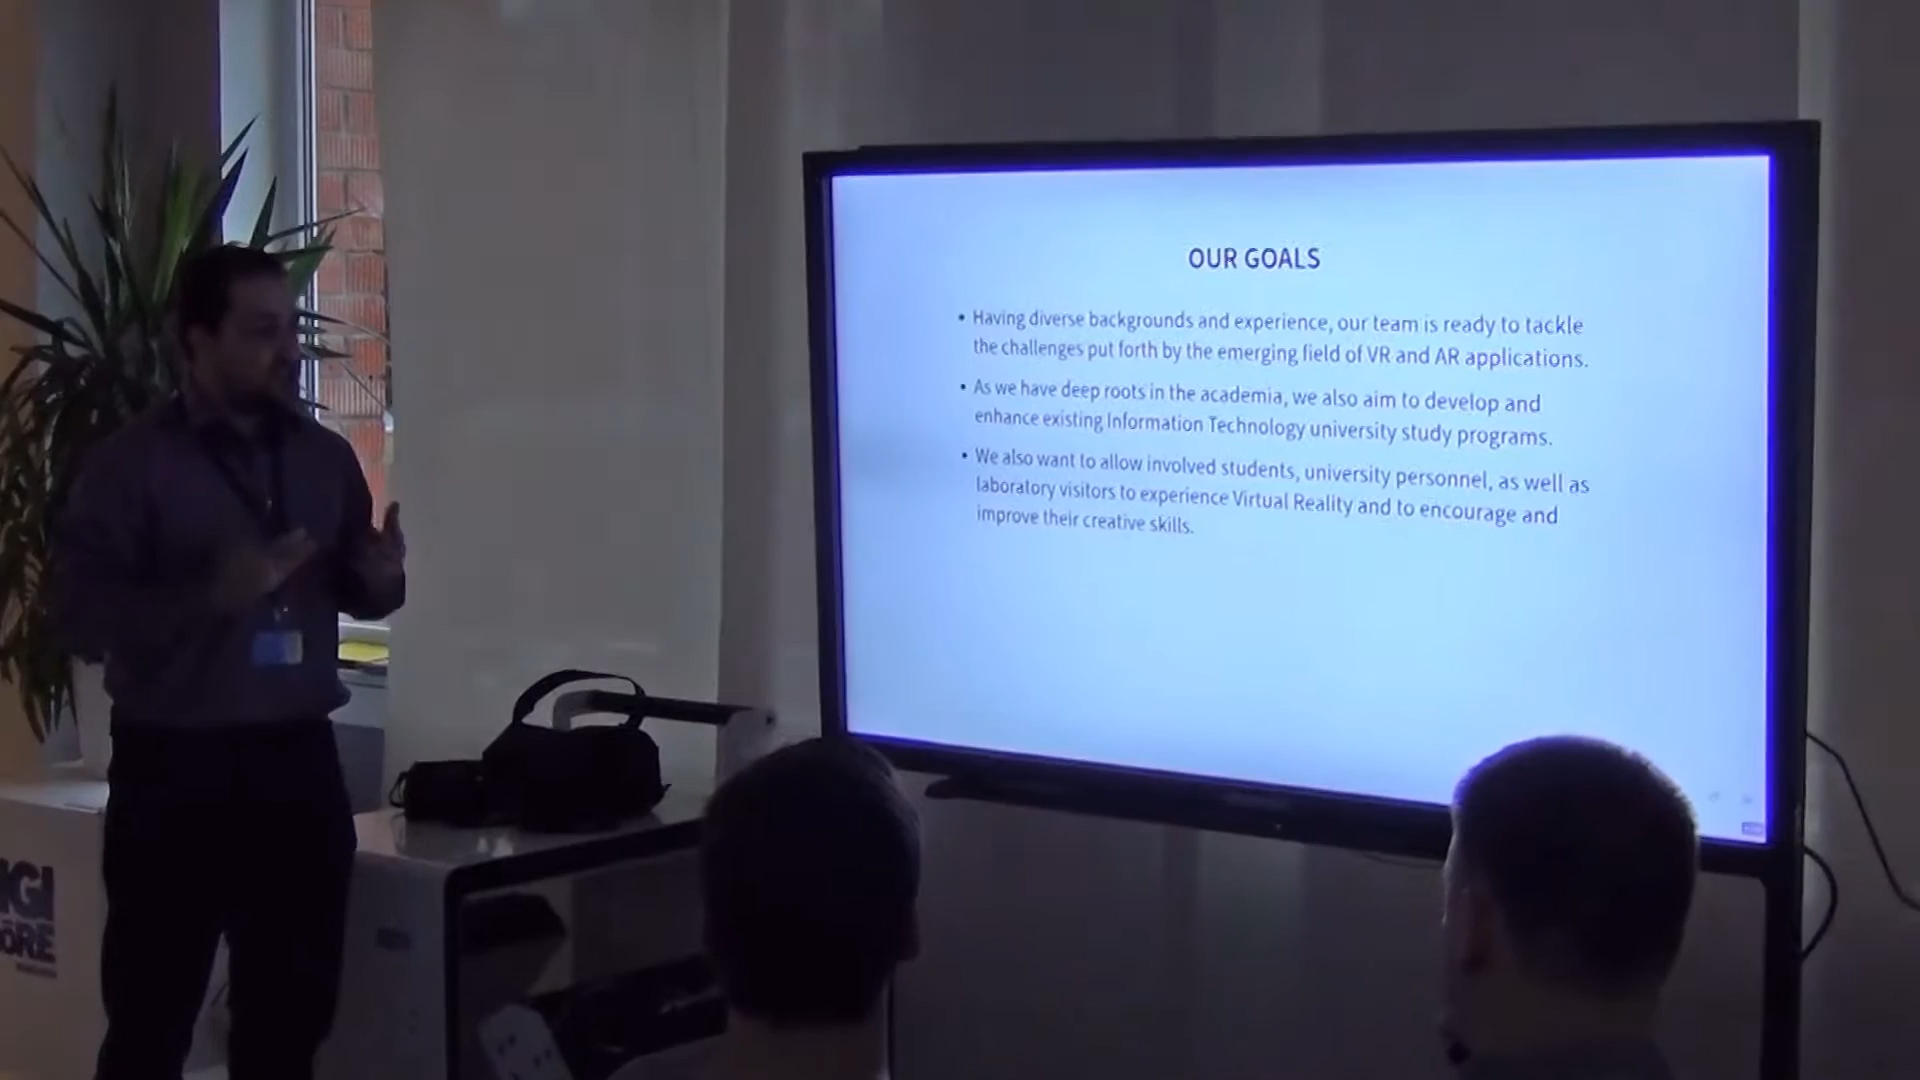 OUR GOALS
• Having diverse backgrounds and experience, our team is ready to tackle
the challenges put forth by the emerging field of VR and AR applications.
• As we have deep roots in the academia, we also aim to develop and
enhance existing Information Technology university study programs.
• We also want to allow involved students, university personnel, as well as
laboratory visitors to experience Virtual Reality and to encourage and
improve their creative skills.
IGI
ÖRE